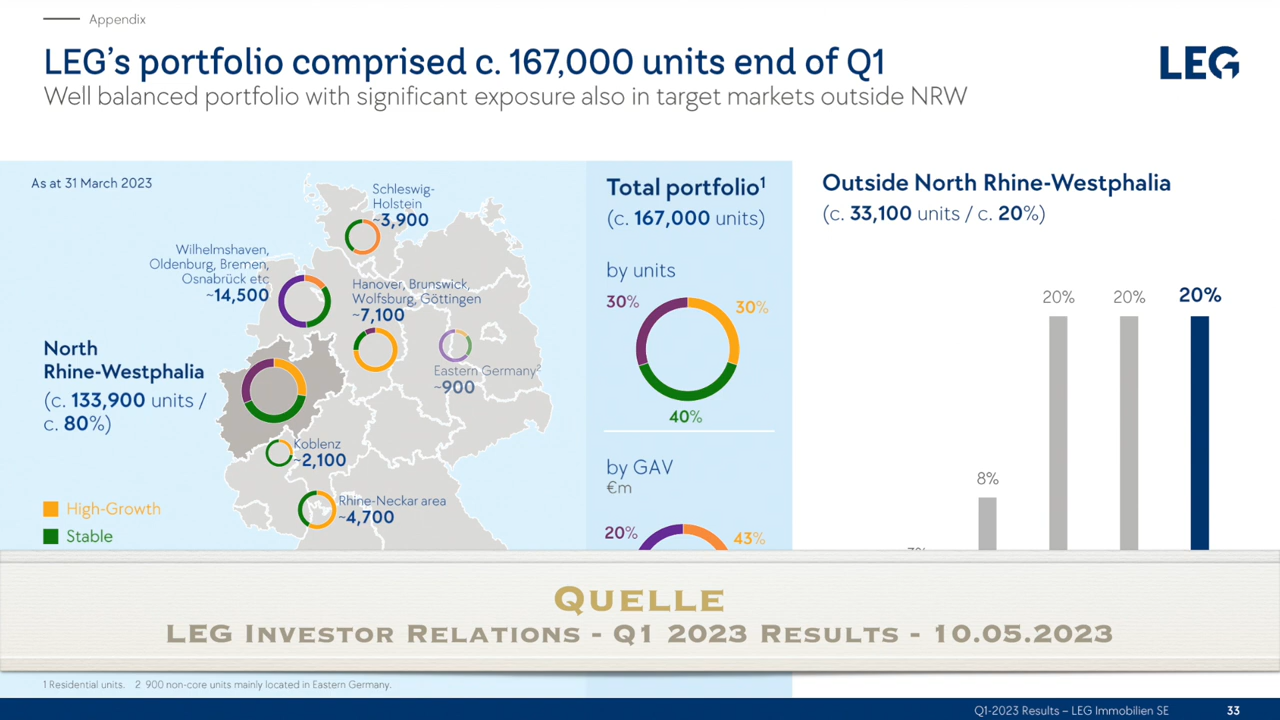 Appendix
LEG's portfolio comprised c. 167,000 units end of Q1
LEG
Well balanced portfolio with significant exposure also in target markets outside NRW
As at 31 March 2023
Schleswig-
Holstein
~3,900
Wilhelmshaven,
Oldenburg, Bremen,
Osnabrück etc
~14,500
Hanover, Brunswick,
Wolfsburg, Göttingen
~7,100
Eastern Germany²
~900
North
Rhine-Westphalia
(c. 133,900 units /
c. 80%)
Koblenz
~2,100
Rhine-Neckar area
~4,700
High-Growth
Stable
Total portfolio¹
(c. 167,000 units)
by units
30%
30%
40%
by GAV
€m
20%
43%
Outside North Rhine-Westphalia
(c. 33,100 units / c. 20%)
8%
20%
20%
20%
QUELLE
LEG INVESTOR RELATIONS - Q1 2023 RESULTS - 10.05.2023
1 Residential units. 2 900 non-core units mainly located in Eastern Germany.
Q1-2023 Results – LEG Immobilien SE
33